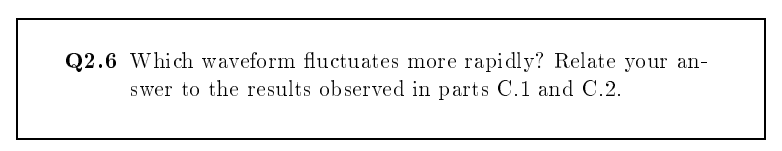 Q2.6 Which waveform fluctuates more rapidly? Relate your an-
swer to the results observed in parts C.1 and C.2.